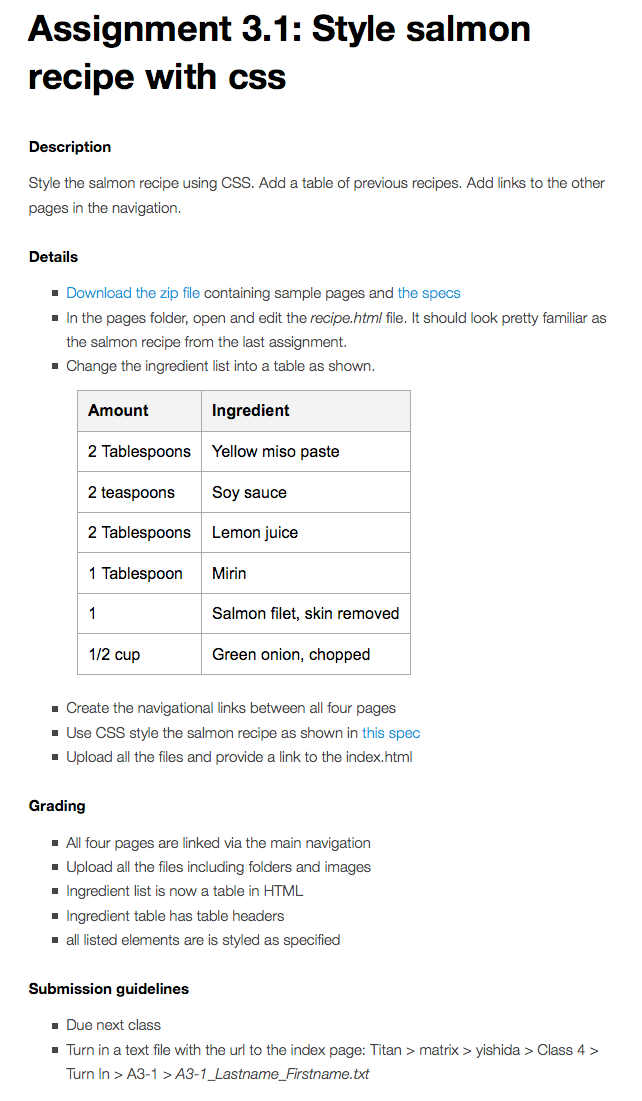 Assignment 3.1: Style salmon
recipe with css
Description
Style the salmon recipe using CSS. Add a table of previous recipes. Add links to the other
pages in the navigation.
Details
Download the zip file containing sample pages and the specs
In the pages folder, open and edit the recipe.html file. It should look pretty familiar as
the salmon recipe from the last assignment.
Change the ingredient list into a table as shown.
Amount Ingredient
2 Tablespoons Yellow miso paste
2 teaspoons Soy sauce
2 Tablespoons Lemon juice
1 Tablespoon Mirin
1 Salmon filet, skin removed
1/2 cup Green onion, chopped
Create the navigational links between all four pages
Use CSS style the salmon recipe as shown in this spec
Upload all the files and provide a link to the index.html
Grading
All four pages are linked via the main navigation
Upload all the files including folders and images
Ingredient list is now a table in HTML
Ingredient table has table headers
all listed elements are is styled as specified
Submission guidelines
Due next class
Turn in a text file with the url to the index page: Titan > matrix > yishida > Class 4 >
Turn In > A3-1 > A3-1_Lastname_Firstname.txt